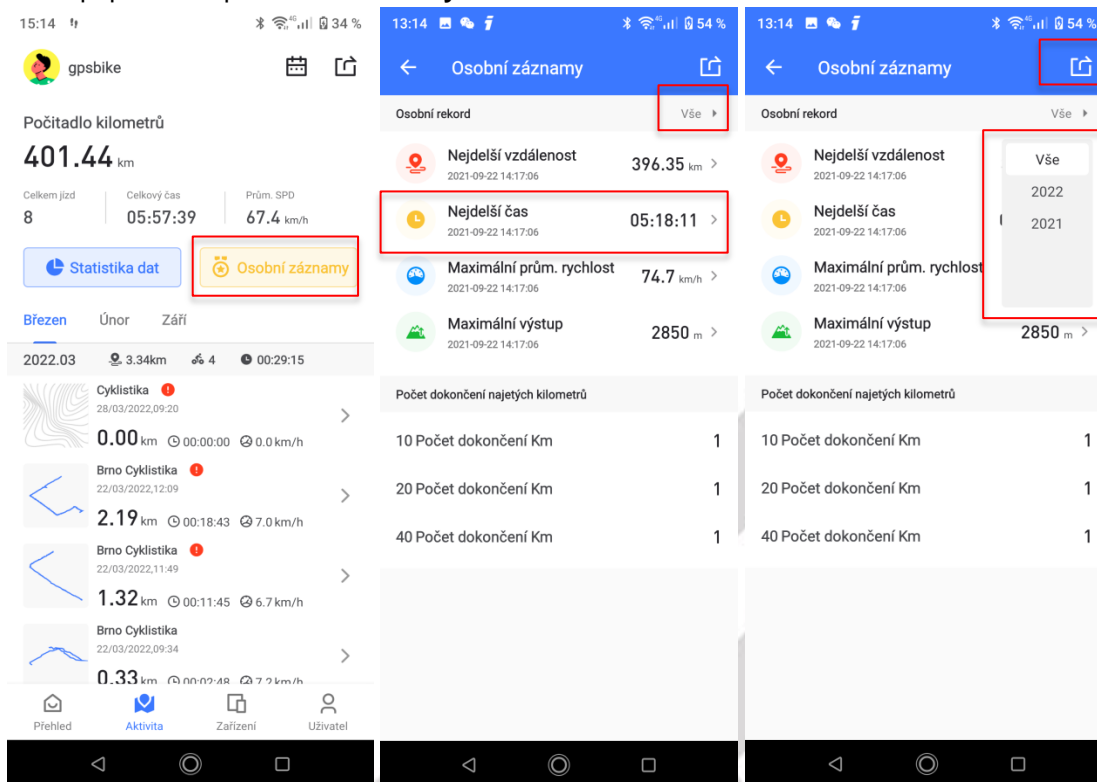 15:14 46 34 %
gpsbike
Počitadlo kilometrů
401.44 km
Celkem jízd Celkový čas Prům. SPD
8 05:57:39 67.4 km/h
Statistika dat Osobní záznamy
Březen Únor Září
2022.03 3.34km 4 00:29:15
Cyklistika
28/03/2022,09:20
0.00 km 00:00:00 0.0 km/h
Brno Cyklistika
22/03/2022,12:09
2.19 km 00:18:43 7.0 km/h
Brno Cyklistika
22/03/2022,11:49
1.32 km 00:11:45 6.7 km/h
Brno Cyklistika
22/03/2022,09:34
0.33 km 00:02:48 7.2 km/h
Přehled Aktivita Zařízení Uživatel
13:14 46 54 %
Osobní záznamy
Osobní rekord Vše
Nejdelší vzdálenost
2021-09-22 14:17:06
396.35 km
Nejdelší čas
2021-09-22 14:17:06
05:18:11
Maximální prům. rychlost
2021-09-22 14:17:06
74.7 km/h
Maximální výstup
2021-09-22 14:17:06
2850 m
Počet dokončení najetých kilometrů
10 Počet dokončení Km 1
20 Počet dokončení Km 1
40 Počet dokončení Km 1
13:14 46 54 %
Osobní záznamy
Osobní rekord Vše
Vše
2022
2021
Nejdelší vzdálenost
2021-09-22 14:17:06
Nejdelší čas
2021-09-22 14:17:06
Maximální prům. rychlost
2021-09-22 14:17:06
Maximální výstup
2021-09-22 14:17:06
2850 m
Počet dokončení najetých kilometrů
10 Počet dokončení Km 1
20 Počet dokončení Km 1
40 Počet dokončení Km 1